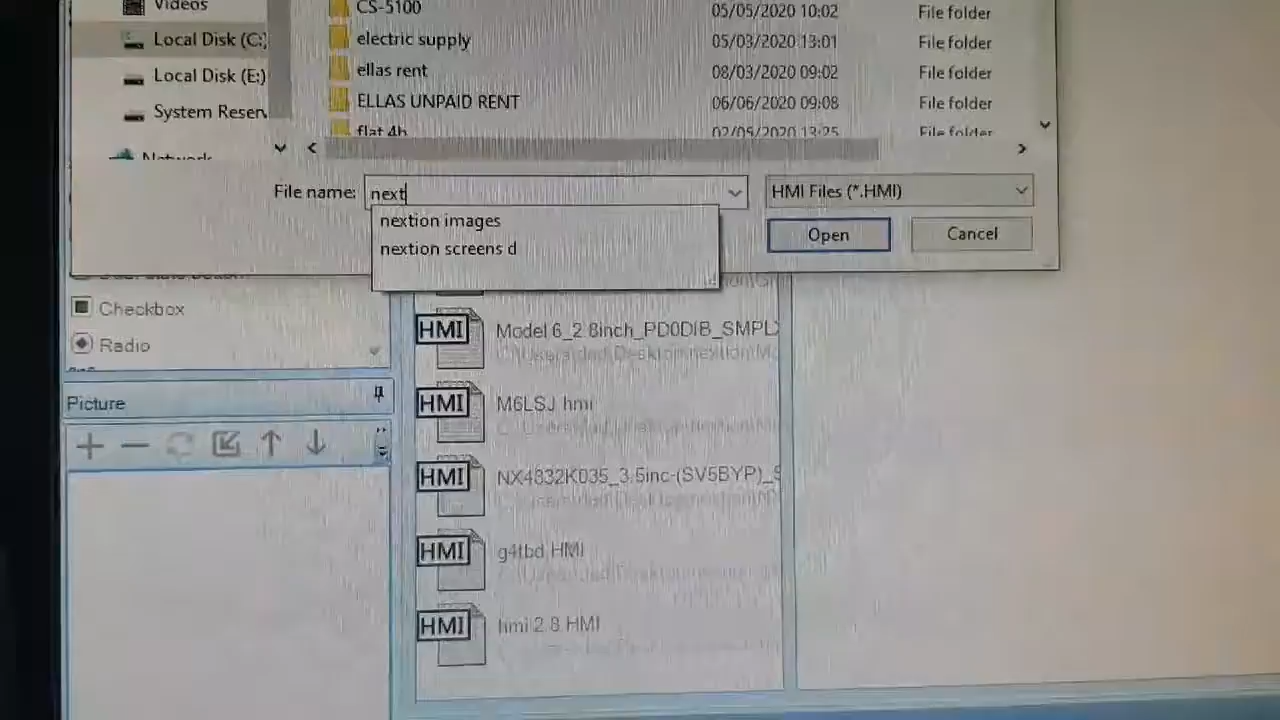 Videos
CS-5100 05/05/2020 10:02 File folder
Local Disk (C:) electric supply 05/03/2020 13:01 File folder
Local Disk (E:) ellas rent 08/03/2020 09:02 File folder
System Reserv ELLAS UNPAID RENT 06/06/2020 09:08 File folder
flat 4b 02/05/2020 13:25 File folder
Network
File name: next HMI Files (*.HMI)
nextion images
nextion screens d
Open Cancel
Checkbox
Radio
Picture
HMI Model 6_2.8inch_PD0DIB_SMPL
HMI M6LSJ hmi
HMI NX4832K035_3.5inc-(SV5BYP)_S
HMI g4tbd HMI
HMI hmi 2.8 HMI